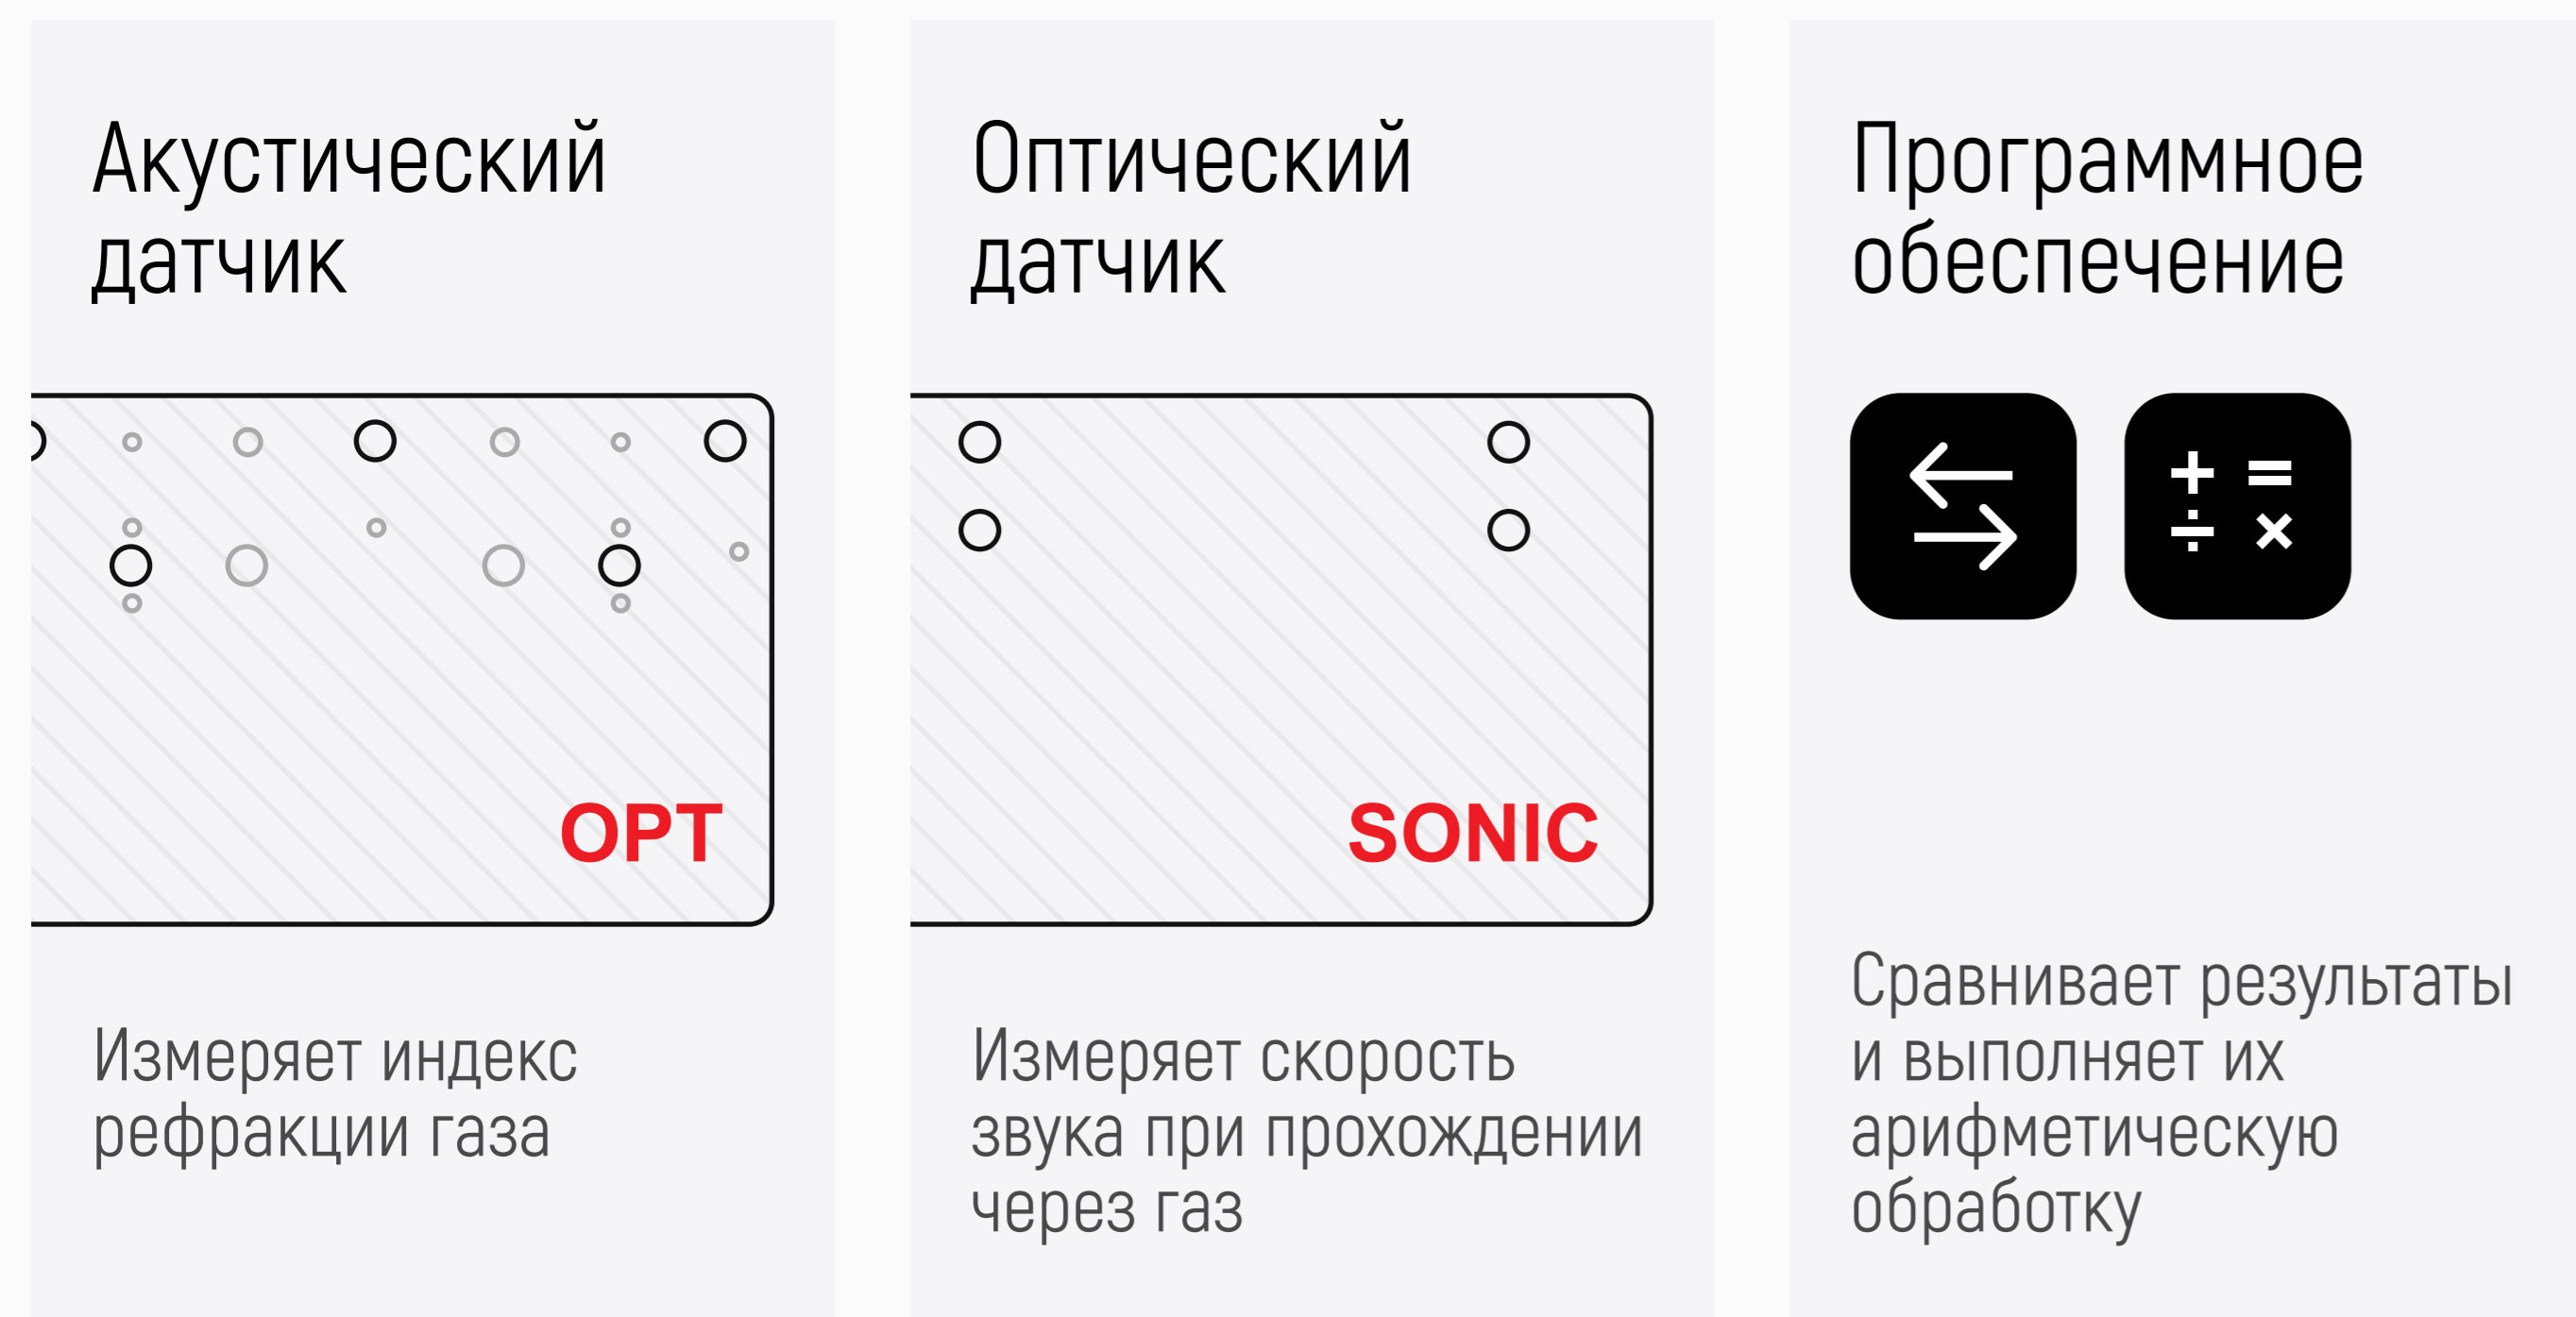 Акустический
датчик
OPT
Измеряет индекс
рефракции газа
Оптический
датчик
SONIC
Измеряет скорость
звука при прохождении
через газ
Программное
обеспечение
+ =
÷ ×
Сравнивает результаты
и выполняет их
арифметическую
обработку